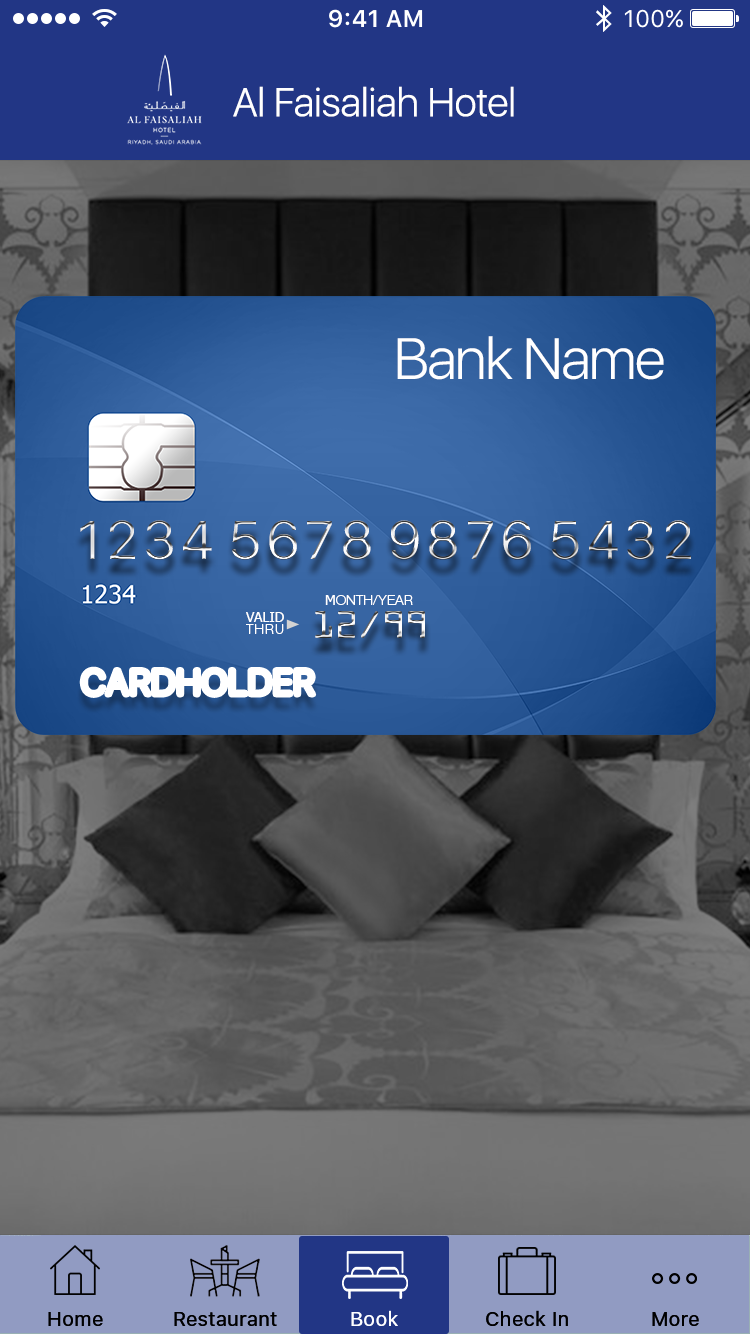 9:41 AM
100%
الفيصلية
AL FAISALIAH
HOTEL
RIYADH, SAUDI ARABIA
Al Faisaliah Hotel
Bank Name
1234 5678 9876 5432
1234
MONTH/YEAR
VALID
THRU
12/99
CARDHOLDER
Home
Restaurant
Book
Check In
More